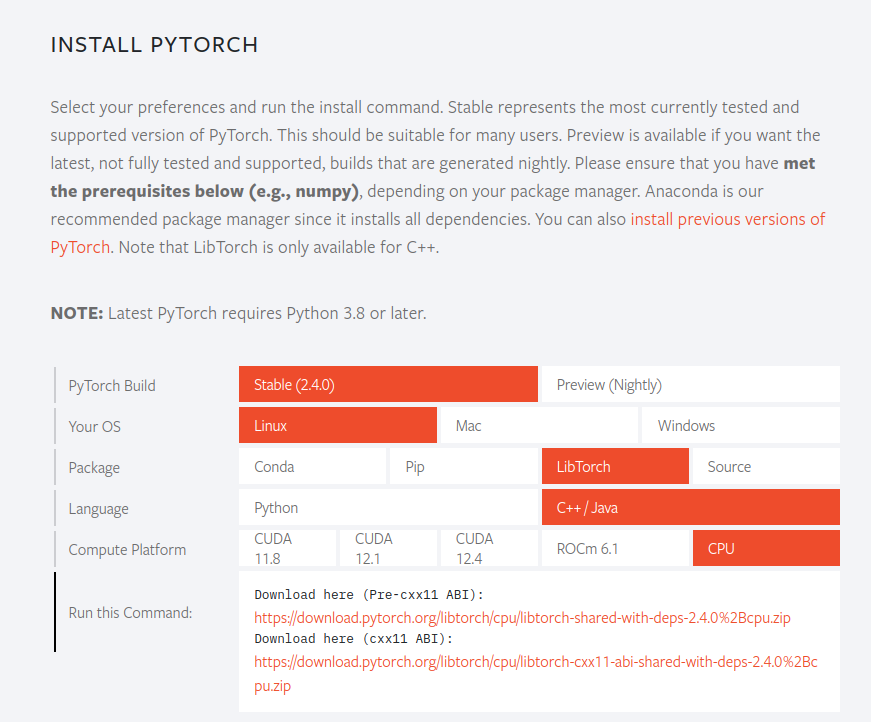 INSTALL PYTORCH
Select your preferences and run the install command. Stable represents the most currently tested and
supported version of PyTorch. This should be suitable for many users. Preview is available if you want the
latest, not fully tested and supported, builds that are generated nightly. Please ensure that you have met
the prerequisites below (e.g., numpy), depending on your package manager. Anaconda is our
recommended package manager since it installs all dependencies. You can also install previous versions of
PyTorch. Note that LibTorch is only available for C++.
NOTE: Latest PyTorch requires Python 3.8 or later.
PyTorch Build Stable (2.4.0) Preview (Nightly)
Your OS Linux Mac Windows
Package Conda Pip LibTorch Source
Language Python C++ / Java
Compute Platform CUDA 11.8 CUDA 12.1 CUDA 12.4 ROCm 6.1 CPU
Run this Command:
Download here (Pre-cxx11 ABI):
https://download.pytorch.org/libtorch/cpu/libtorch-shared-with-deps-2.4.0%2Bcpu.zip
Download here (cxx11 ABI):
https://download.pytorch.org/libtorch/cpu/libtorch-cxx11-abi-shared-with-deps-2.4.0%2Bc
pu.zip